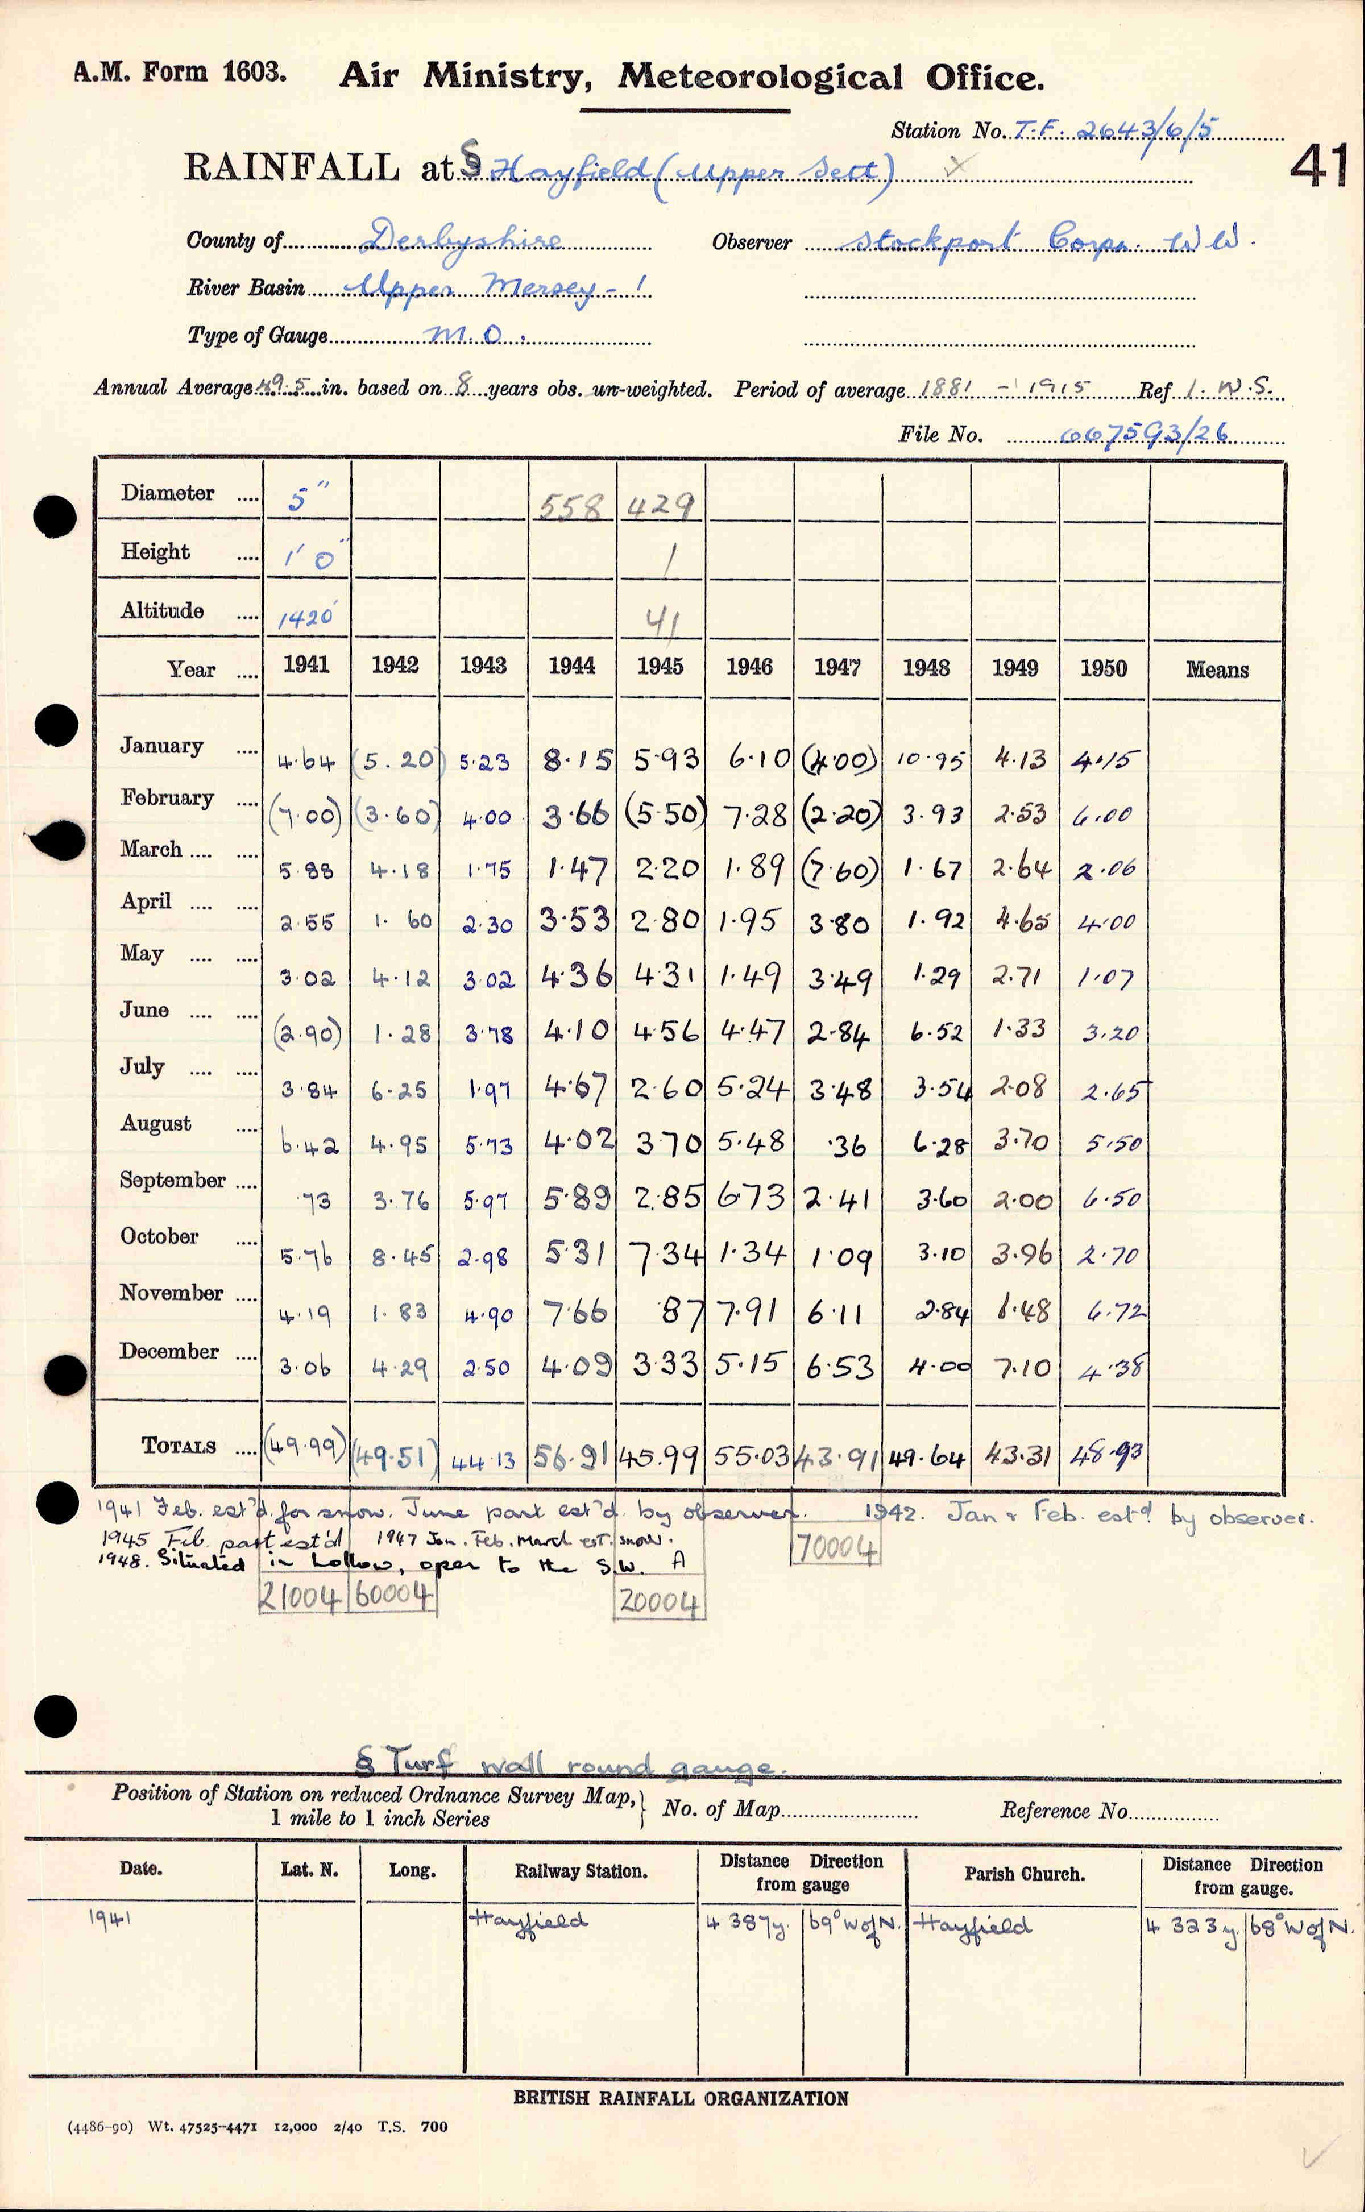 A.M. Form 1603. Air Ministry, Meteorological Office.
Station No. T.F. 2643/6/5
41
RAINFALL at § Hayfield (Upper Sett)
County of Derbyshire Observer Stockport Corpn. W W.
River Basin Upper Mersey - 1
Type of Gauge M.O.
Annual Average 49.5 in. based on 8 years obs. un-weighted. Period of average 1881 - 1915 Ref 1. W.S.
File No. 667593/26
Diameter .... 5" 558 429
Height .... 1' 0" 1
Altitude .... 1420' 41
Year .... 1941 1942 1943 1944 1945 1946 1947 1948 1949 1950 Means
January .... 4.64 (5.20) 5.23 8.15 5.93 6.10 (4.00) 10.95 4.13 4.15
February .... (7.00) (3.60) 4.00 3.66 (5.50) 7.28 (2.20) 3.93 2.53 6.00
March .... .... 5.88 4.18 1.75 1.47 2.20 1.89 (7.60) 1.67 2.64 2.06
April .... .... 2.55 1.60 2.30 3.53 2.80 1.95 3.80 1.92 4.65 4.00
May .... .... 3.02 4.12 3.02 4.36 4.31 1.49 3.49 1.29 2.71 1.07
June .... .... (2.90) 1.28 3.78 4.10 4.56 4.47 2.84 6.52 1.33 3.20
July .... .... 3.84 6.25 1.97 4.67 2.60 5.24 3.48 3.54 2.08 2.65
August .... 6.42 4.95 5.73 4.02 3.70 5.48 .36 6.28 3.70 5.50
September .... .73 3.76 5.97 5.89 2.85 6.73 2.41 3.60 2.00 6.50
October .... 5.76 8.45 2.98 5.31 7.34 1.34 1.09 3.10 3.96 2.70
November .... 4.19 1.83 4.90 7.66 .87 7.91 6.11 2.84 6.48 6.72
December .... 3.06 4.29 2.50 4.09 3.33 5.15 6.53 4.00 7.10 4.38
TOTALS .... (49.99) (49.51) 44.13 56.91 45.99 55.03 43.91 49.64 43.31 48.93
1941 Feb. est'd. for snow. June part est'd. by observer. 1942. Jan & Feb. estd. by observer.
1945 Feb. part est'd 1947 Jan. Feb. March est. snow. 70004
1948. Situated in hollow, open to the S.W. A
21004 60004 20004
§ Turf wall round gauge.
Position of Station on reduced Ordnance Survey Map, } No. of Map Reference No.
1 mile to 1 inch Series
Date. Lat. N. Long. Railway Station. Distance Direction from gauge Parish Church. Distance Direction from gauge.
1941 Hayfield 4 387y. 69° W of N. Hayfield 4 323y. 68° W of N.
BRITISH RAINFALL ORGANIZATION
(4486-90) Wt. 47525-4471 12,000 2/40 T.S. 700